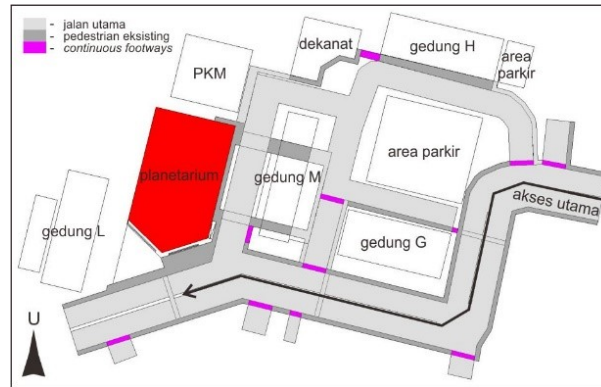 - jalan utama
- pedestrian eksisting
- continuous footways
dekanat
gedung H
area
parkir
PKM
area parkir
planetarium
gedung M
akses utama
gedung L
gedung G
U